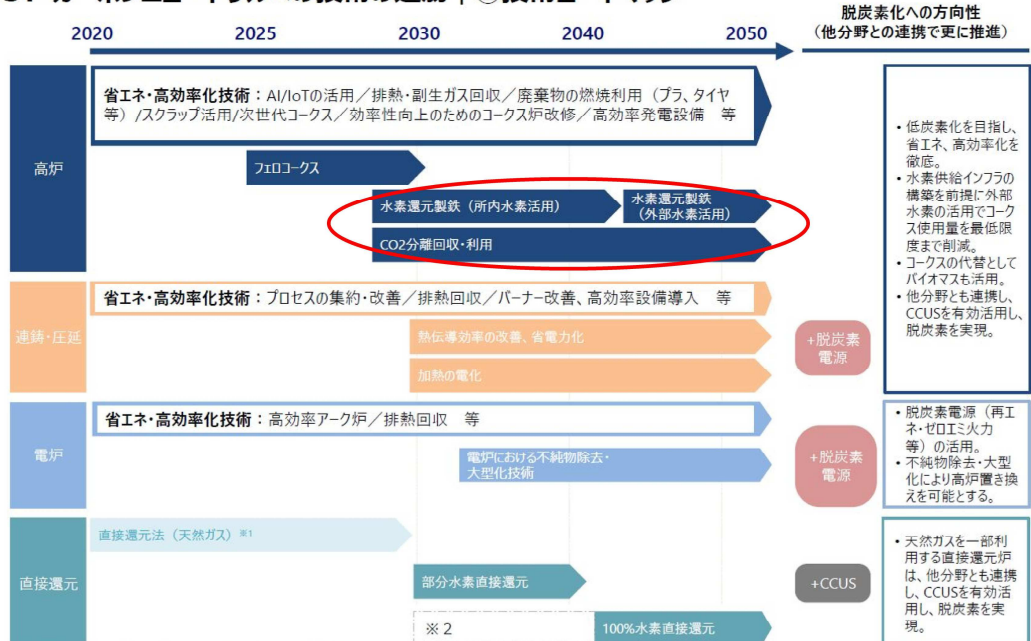 脱炭素化への方向性
(他分野との連携で更に推進)
2020
2025
2030
2040
2050
高炉
省エネ・高効率化技術：AI/IoTの活用／排熱・副生ガス回収／廃棄物の燃焼利用（プラ、タイヤ
等）/スクラップ活用/次世代コークス／効率性向上のためのコークス炉改修／高効率発電設備　等
フェロコークス
水素還元製鉄（所内水素活用）
水素還元製鉄
（外部水素活用）
CO2分離回収・利用
・低炭素化を目指し、
省エネ、高効率化を
徹底。
・水素供給インフラの
構築を前提に外部
水素の活用でコーク
ス使用量を最低限
度まで削減。
・コークスの代替として
バイオマスも活用。
・他分野とも連携し、
CCUSを有効活用し、
脱炭素を実現。
連鋳・圧延
省エネ・高効率化技術：プロセスの集約・改善／排熱回収／バーナー改善、高効率設備導入　等
熱伝導効率の改善、省電力化
加熱の電化
+脱炭素
電源
電炉
省エネ・高効率化技術：高効率アーク炉／排熱回収　等
電炉における不純物除去・
大型化技術
+脱炭素
電源
・脱炭素電源（再エ
ネ・ゼロエミ火力
等）の活用。
・不純物除去・大型
化により高炉置き換
えを可能とする。
直接還元
直接還元法（天然ガス）※1
部分水素直接還元
※２
100%水素直接還元
+CCUS
・天然ガスを一部利
用する直接還元炉
は、他分野とも連携
し、CCUSを有効活
用し、脱炭素を実
現。